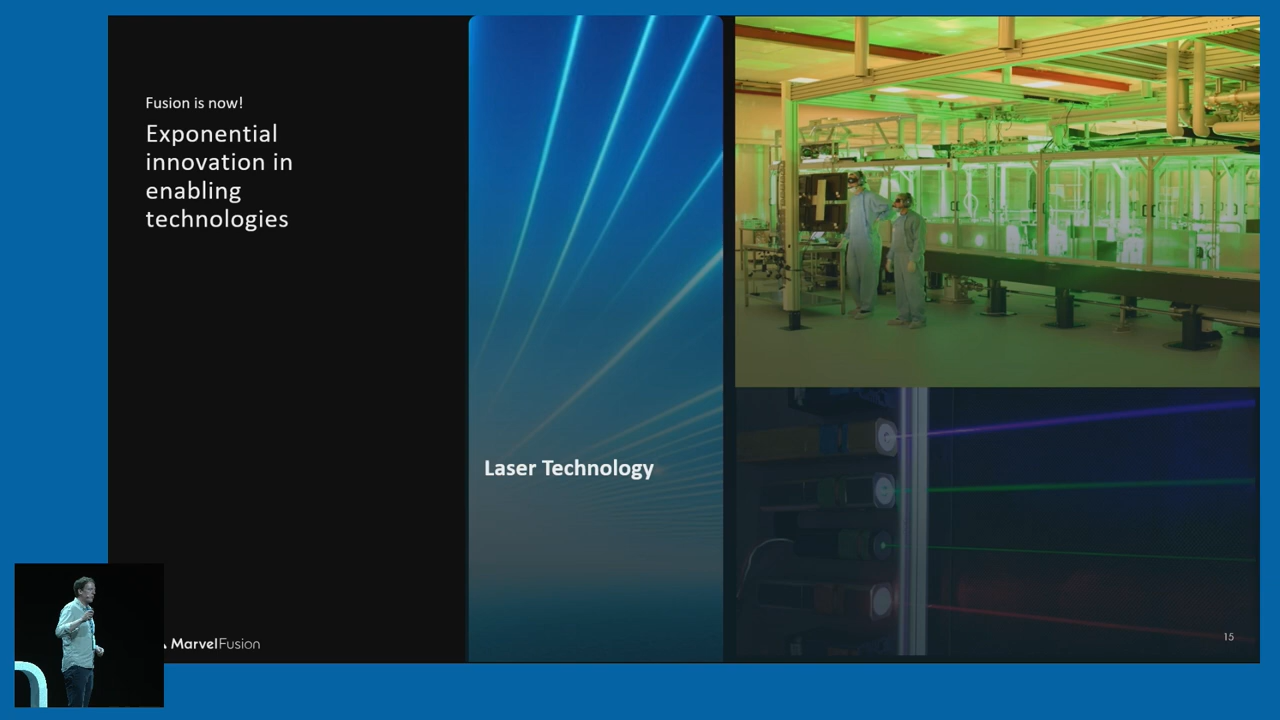 Fusion is now!
Exponential
innovation in
enabling
technologies
Laser Technology
MarvelFusion
15